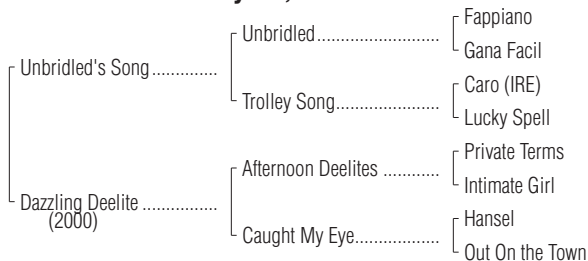 Fappiano
Unbridled....................
Gana Facil
Unbridled's Song.............
Caro (IRE)
Trolley Song.................
Lucky Spell
Private Terms
Afternoon Deelites ............
Intimate Girl
Dazzling Deelite ...............
(2000)
Hansel
Caught My Eye................
Out On the Town